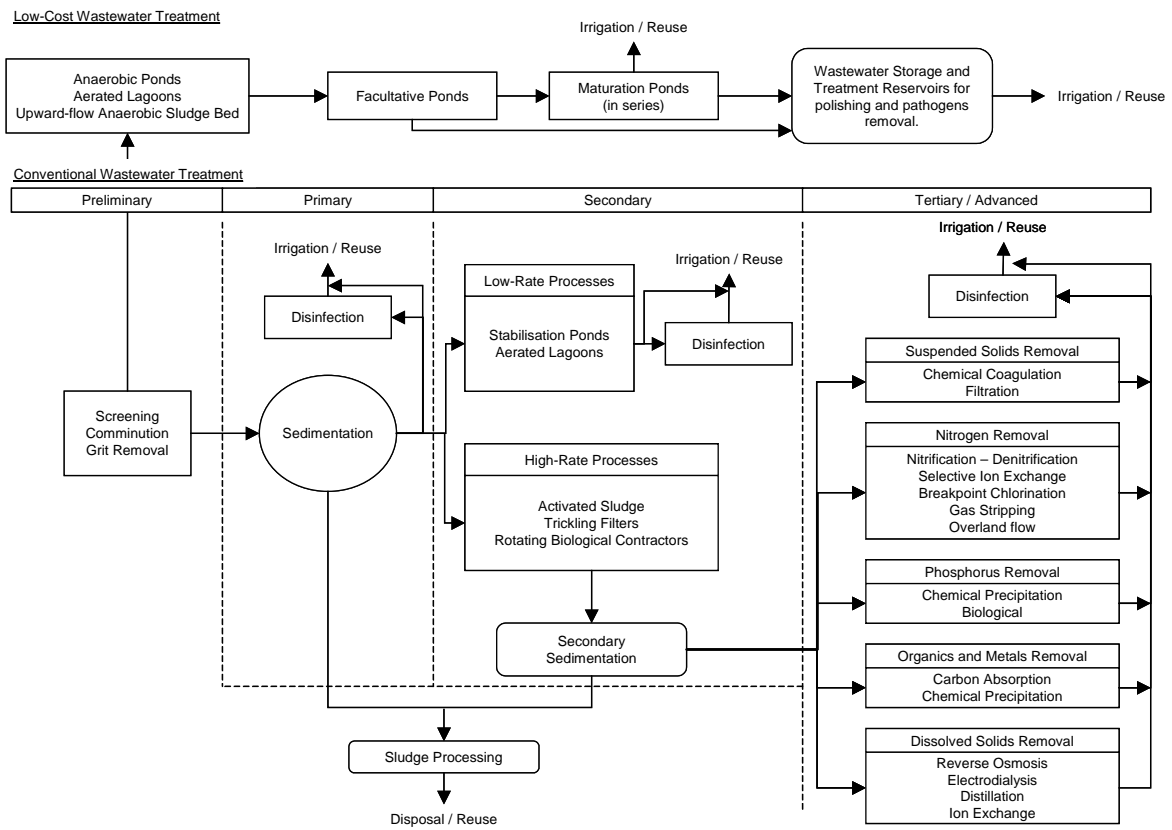 Low-Cost Wastewater Treatment
Anaerobic Ponds
Aerated Lagoons
Upward-flow Anaerobic Sludge Bed
Facultative Ponds
Irrigation / Reuse
Maturation Ponds
(in series)
Wastewater Storage and
Treatment Reservoirs for
polishing and pathogens
removal.
Irrigation / Reuse
Conventional Wastewater Treatment
Preliminary
Primary
Secondary
Tertiary / Advanced
Screening
Comminution
Grit Removal
Irrigation / Reuse
Disinfection
Sedimentation
Low-Rate Processes
Stabilisation Ponds
Aerated Lagoons
Irrigation / Reuse
Disinfection
High-Rate Processes
Activated Sludge
Trickling Filters
Rotating Biological Contractors
Secondary
Sedimentation
Sludge Processing
Disposal / Reuse
Irrigation / Reuse
Disinfection
Suspended Solids Removal
Chemical Coagulation
Filtration
Nitrogen Removal
Nitrification – Denitrification
Selective Ion Exchange
Breakpoint Chlorination
Gas Stripping
Overland flow
Phosphorus Removal
Chemical Precipitation
Biological
Organics and Metals Removal
Carbon Absorption
Chemical Precipitation
Dissolved Solids Removal
Reverse Osmosis
Electrodialysis
Distillation
Ion Exchange